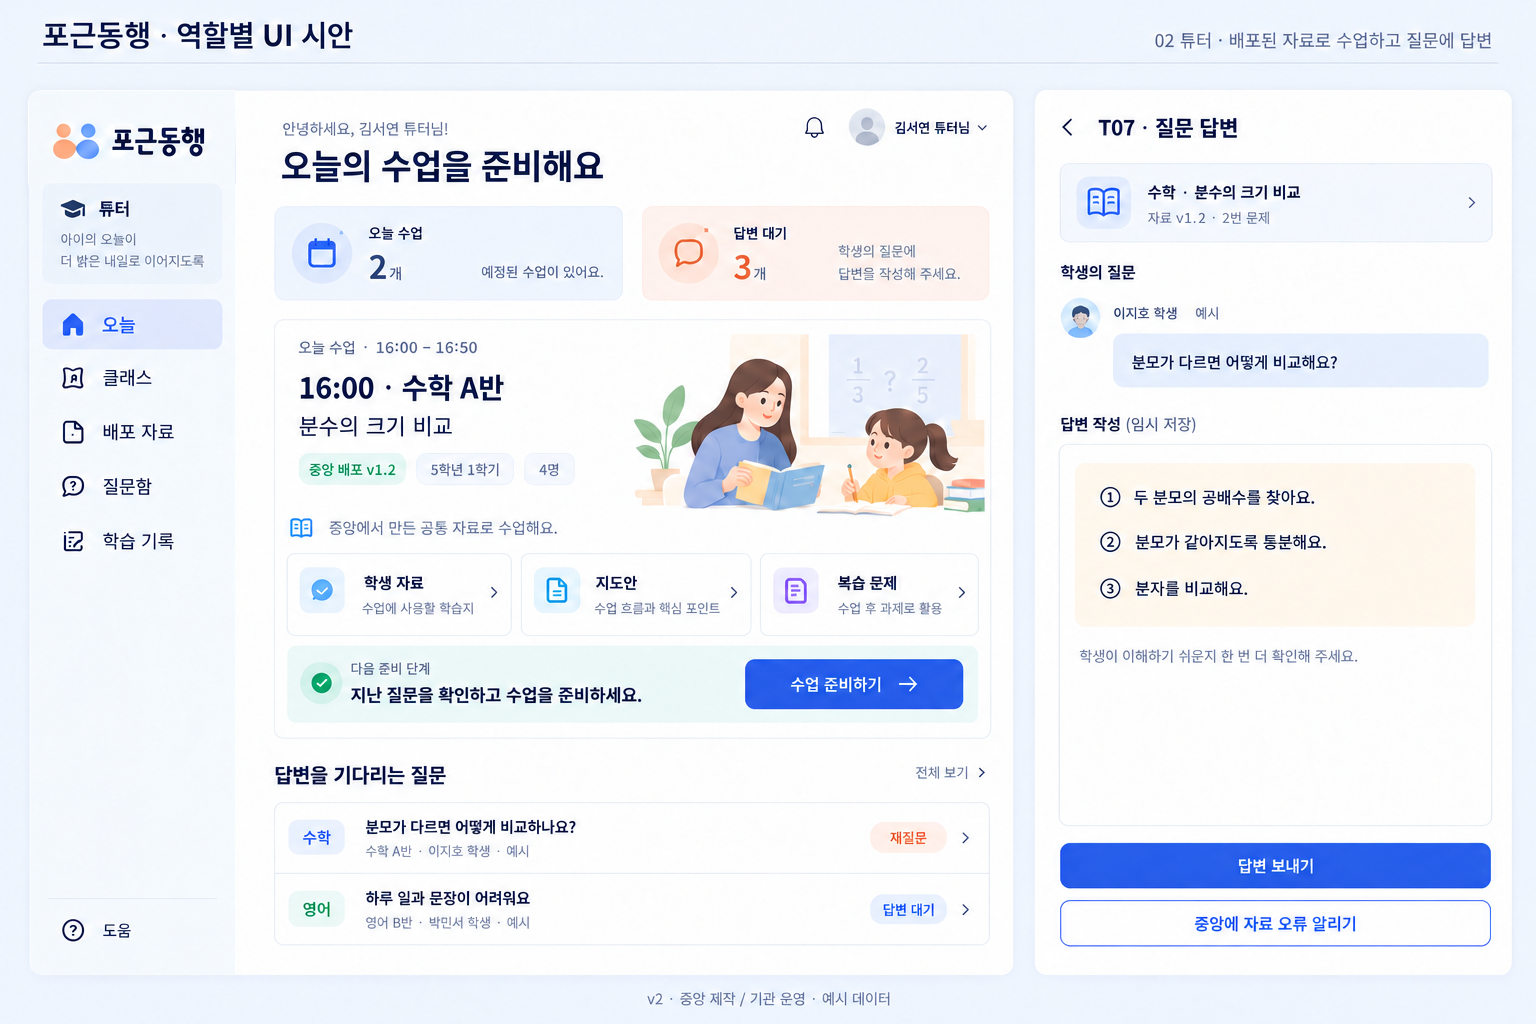 포근동행 · 역할별 UI 시안
02 튜터 · 배포된 자료로 수업하고 질문에 답변
포근동행
튜터
아이의 오늘이
더 밝은 내일로 이어지도록
오늘
클래스
배포 자료
질문함
학습 기록
도움
안녕하세요, 김서연 튜터님!
오늘의 수업을 준비해요
김서연 튜터님
오늘 수업
2개
예정된 수업이 있어요.
답변 대기
3개
학생의 질문에
답변을 작성해 주세요.
오늘 수업 · 16:00 – 16:50
16:00 · 수학 A반
분수의 크기 비교
중앙 배포 v1.2
5학년 1학기
4명
1/3 ? 2/5
중앙에서 만든 공통 자료로 수업해요.
학생 자료
수업에 사용할 학습지
지도안
수업 흐름과 핵심 포인트
복습 문제
수업 후 과제로 활용
다음 준비 단계
지난 질문을 확인하고 수업을 준비하세요.
수업 준비하기 →
답변을 기다리는 질문
전체 보기
수학
분모가 다르면 어떻게 비교하나요?
수학 A반 · 이지호 학생 · 예시
재질문
영어
하루 일과 문장이 어려워요
영어 B반 · 박민서 학생 · 예시
답변 대기
T07 · 질문 답변
수학 · 분수의 크기 비교
자료 v1.2 · 2번 문제
학생의 질문
이지호 학생 예시
분모가 다르면 어떻게 비교해요?
답변 작성 (임시 저장)
① 두 분모의 공배수를 찾아요.
② 분모가 같아지도록 통분해요.
③ 분자를 비교해요.
학생이 이해하기 쉬운지 한 번 더 확인해 주세요.
답변 보내기
중앙에 자료 오류 알리기
v2 · 중앙 제작 / 기관 운영 · 예시 데이터